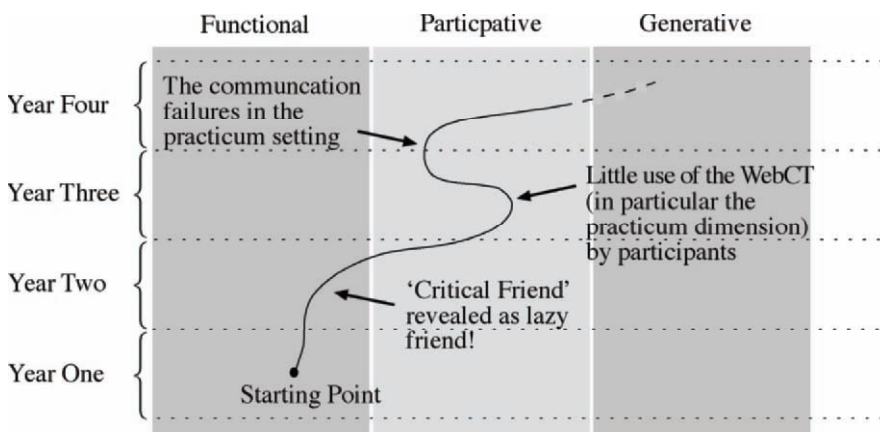 Functional
Particpative
Generative
Year Four
The communcation
failures in the
practicum setting
Year Three
Little use of the WebCT
(in particular the
practicum dimension)
by participants
Year Two
‘Critical Friend’
revealed as lazy
friend!
Year One
Starting Point